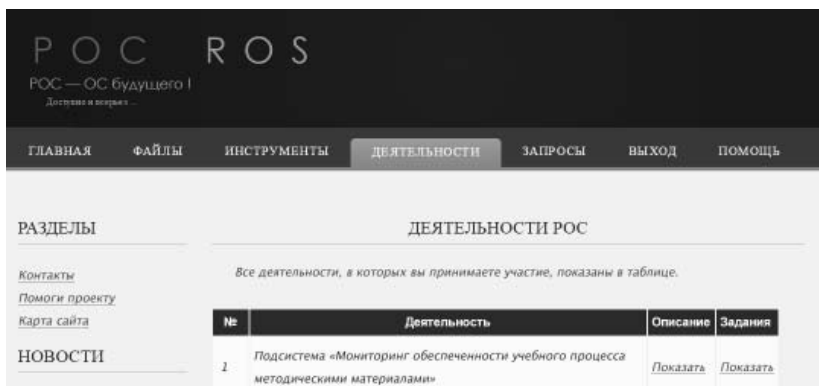 РОС ROS
РОС — ОС будущего !
ГЛАВНАЯ ФАЙЛЫ ИНСТРУМЕНТЫ ДЕЯТЕЛЬНОСТИ ЗАПРОСЫ ВЫХОД ПОМОЩЬ
РАЗДЕЛЫ
Контакты
Помоги проекту
Карта сайта
НОВОСТИ
ДЕЯТЕЛЬНОСТИ РОС
Все деятельности, в которых вы принимаете участие, показаны в таблице.
№ Деятельность Описание Задания
1 Подсистема «Мониторинг обеспеченности учебного процесса
методическими материалами» Показать Показать